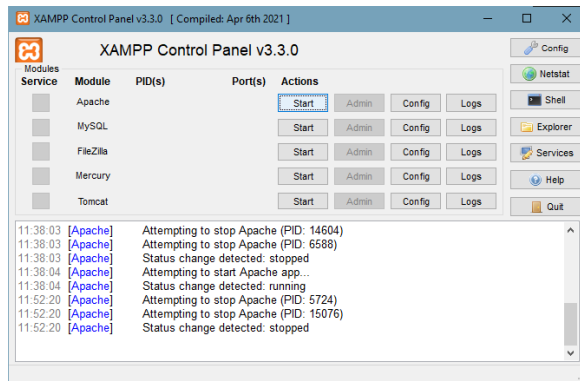 XAMPP Control Panel v3.3.0 [ Compiled: Apr 6th 2021 ]
XAMPP Control Panel v3.3.0
Config
Modules
Service Module PID(s) Port(s) Actions
Netstat
Apache Start Admin Config Logs
Shell
MySQL Start Admin Config Logs
Explorer
FileZilla Start Admin Config Logs
Services
Mercury Start Admin Config Logs
Help
Tomcat Start Admin Config Logs
Quit
11:38:03 [Apache] Attempting to stop Apache (PID: 14604)
11:38:03 [Apache] Attempting to stop Apache (PID: 6588)
11:38:03 [Apache] Status change detected: stopped
11:38:04 [Apache] Attempting to start Apache app...
11:38:04 [Apache] Status change detected: running
11:52:20 [Apache] Attempting to stop Apache (PID: 5724)
11:52:20 [Apache] Attempting to stop Apache (PID: 15076)
11:52:20 [Apache] Status change detected: stopped